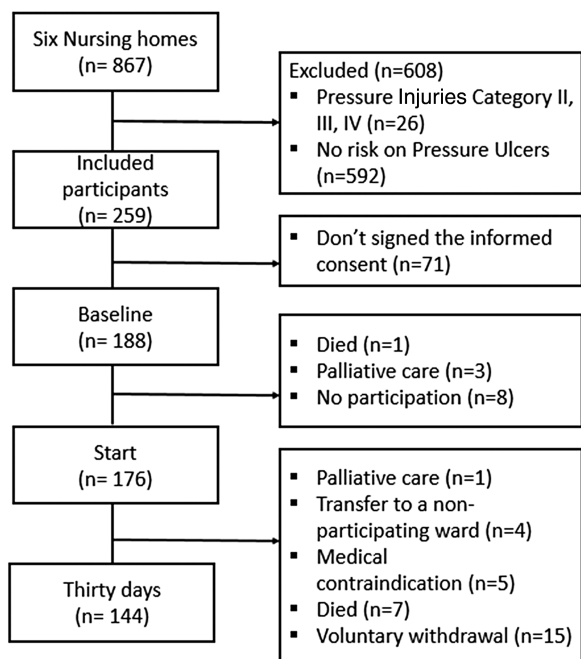 Six Nursing homes
(n= 867)
Excluded (n=608)
▪ Pressure Injuries Category II,
III, IV (n=26)
▪ No risk on Pressure Ulcers
(n=592)
Included
participants
(n= 259)
▪ Don't signed the informed
consent (n=71)
Baseline
(n= 188)
▪ Died (n=1)
▪ Palliative care (n=3)
▪ No participation (n=8)
Start
(n= 176)
▪ Palliative care (n=1)
▪ Transfer to a non-
participating ward (n=4)
▪ Medical
contraindication (n=5)
▪ Died (n=7)
▪ Voluntary withdrawal (n=15)
Thirty days
(n= 144)